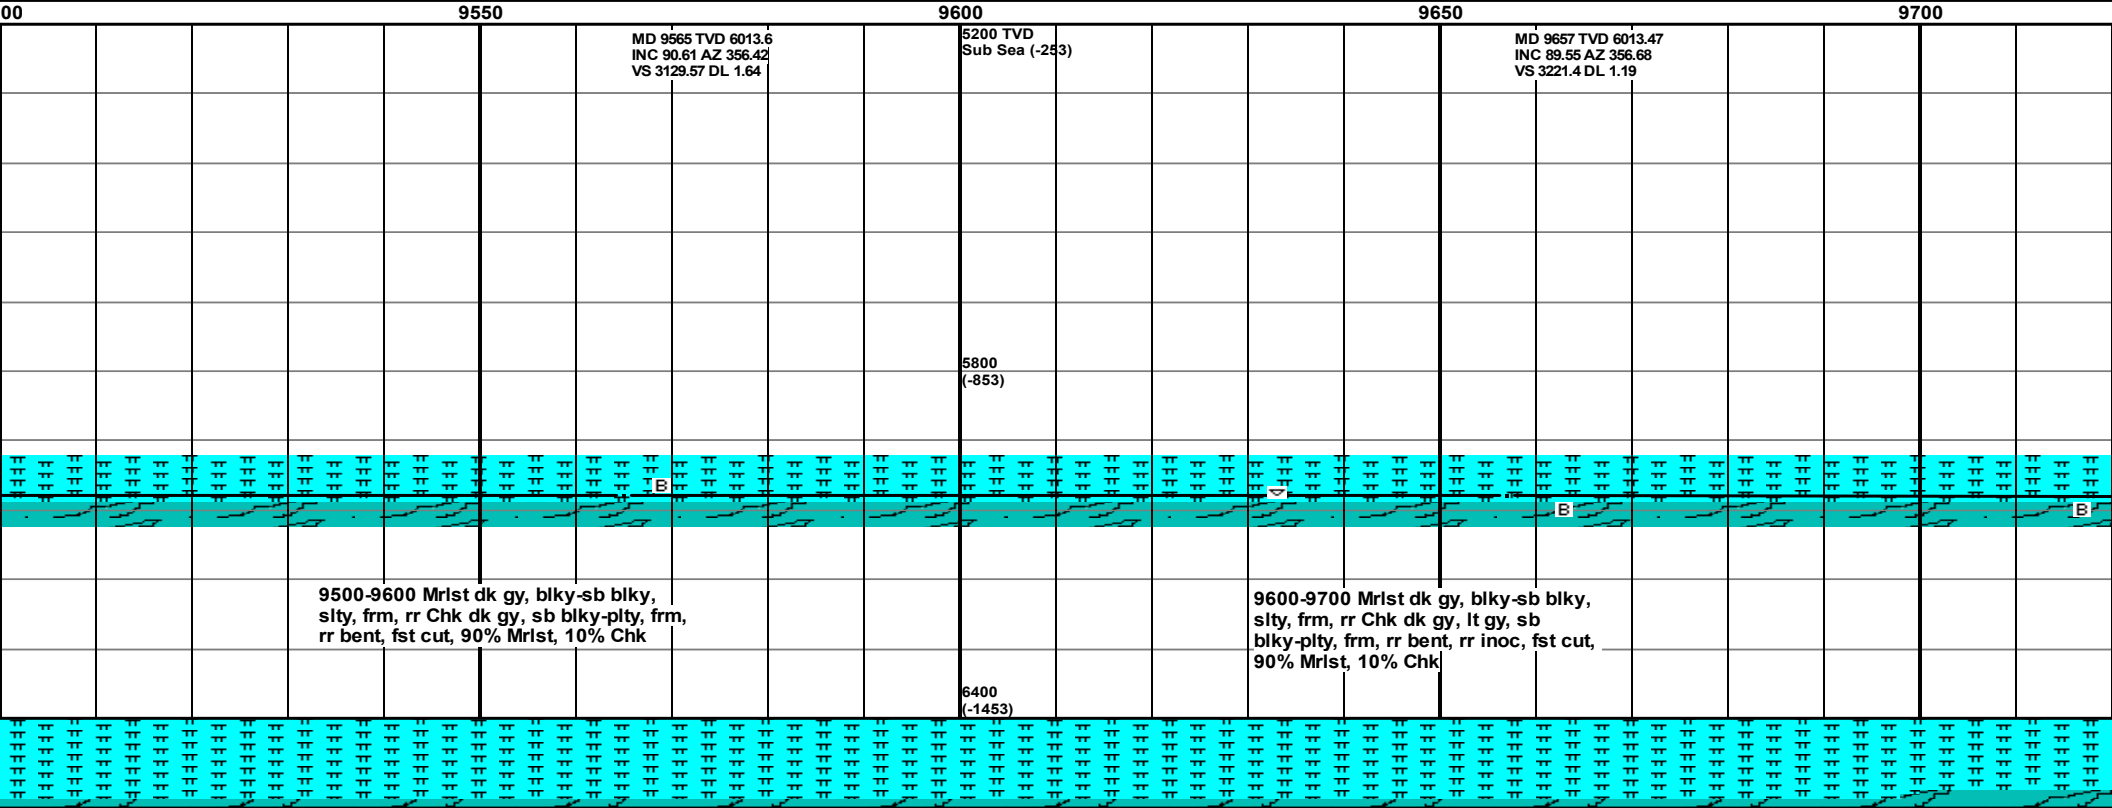 00 9550 9600 9650 9700
MD 9565 TVD 6013.6
INC 90.61 AZ 356.42
VS 3129.57 DL 1.64
5200 TVD
Sub Sea (-253)
MD 9657 TVD 6013.47
INC 89.55 AZ 356.68
VS 3221.4 DL 1.19
5800
(-853)
B
B
B
9500-9600 Mrlst dk gy, blky-sb blky,
slty, frm, rr Chk dk gy, sb blky-plty, frm,
rr bent, fst cut, 90% Mrlst, 10% Chk
9600-9700 Mrlst dk gy, blky-sb blky,
slty, frm, rr Chk dk gy, lt gy, sb
blky-plty, frm, rr bent, rr inoc, fst cut,
90% Mrlst, 10% Chk
6400
(-1453)